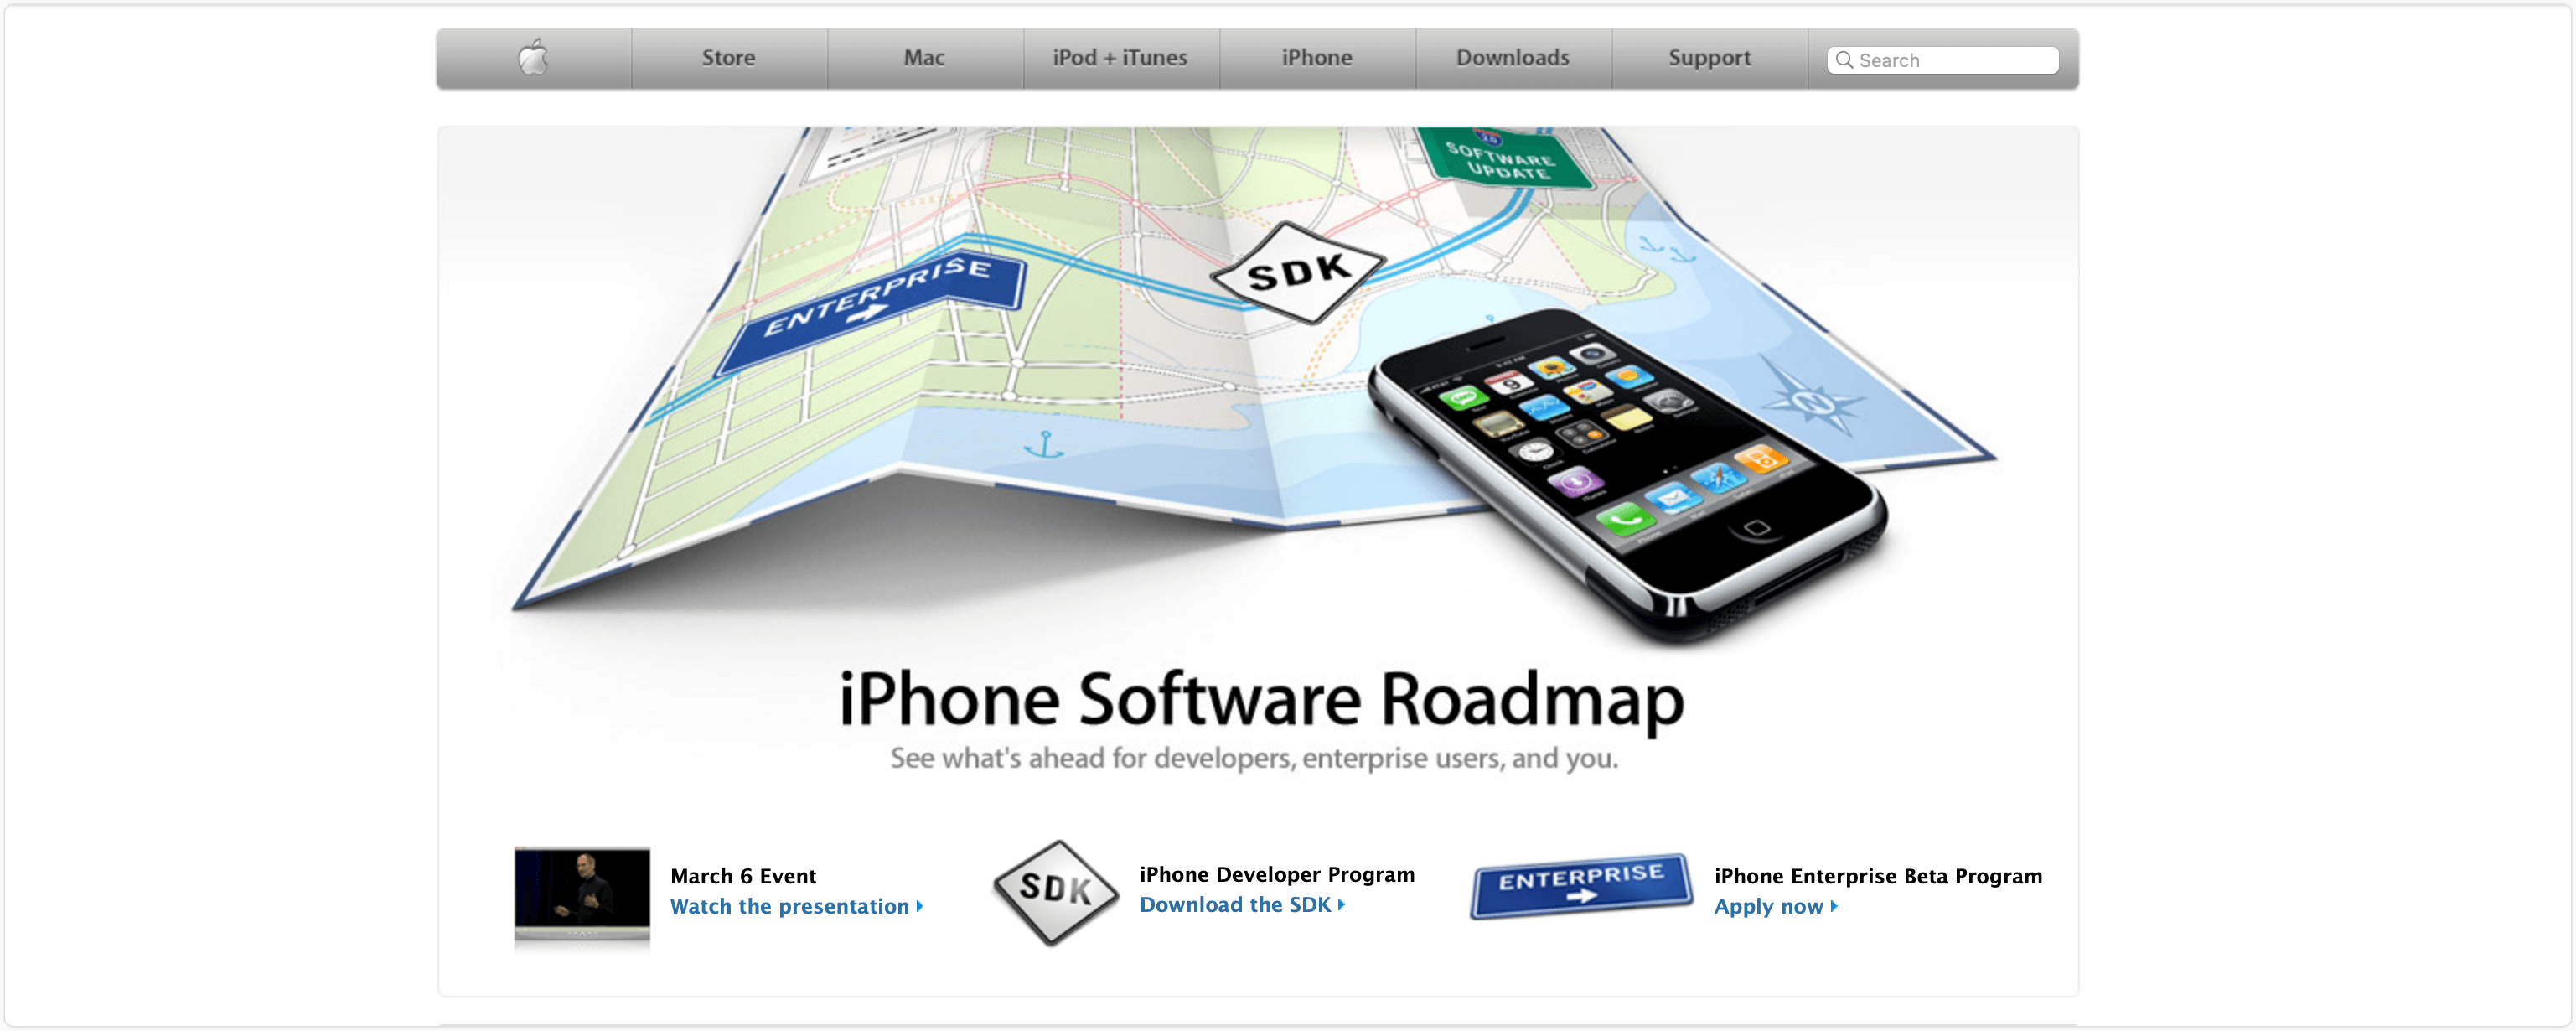 Store
Mac
iPod + iTunes
iPhone
Downloads
Support
Search
SOFTWARE
UPDATE
ENTERPRISE
SDK
iPhone Software Roadmap
See what's ahead for developers, enterprise users, and you.
March 6 Event
Watch the presentation
SDK
iPhone Developer Program
Download the SDK
ENTERPRISE
iPhone Enterprise Beta Program
Apply now